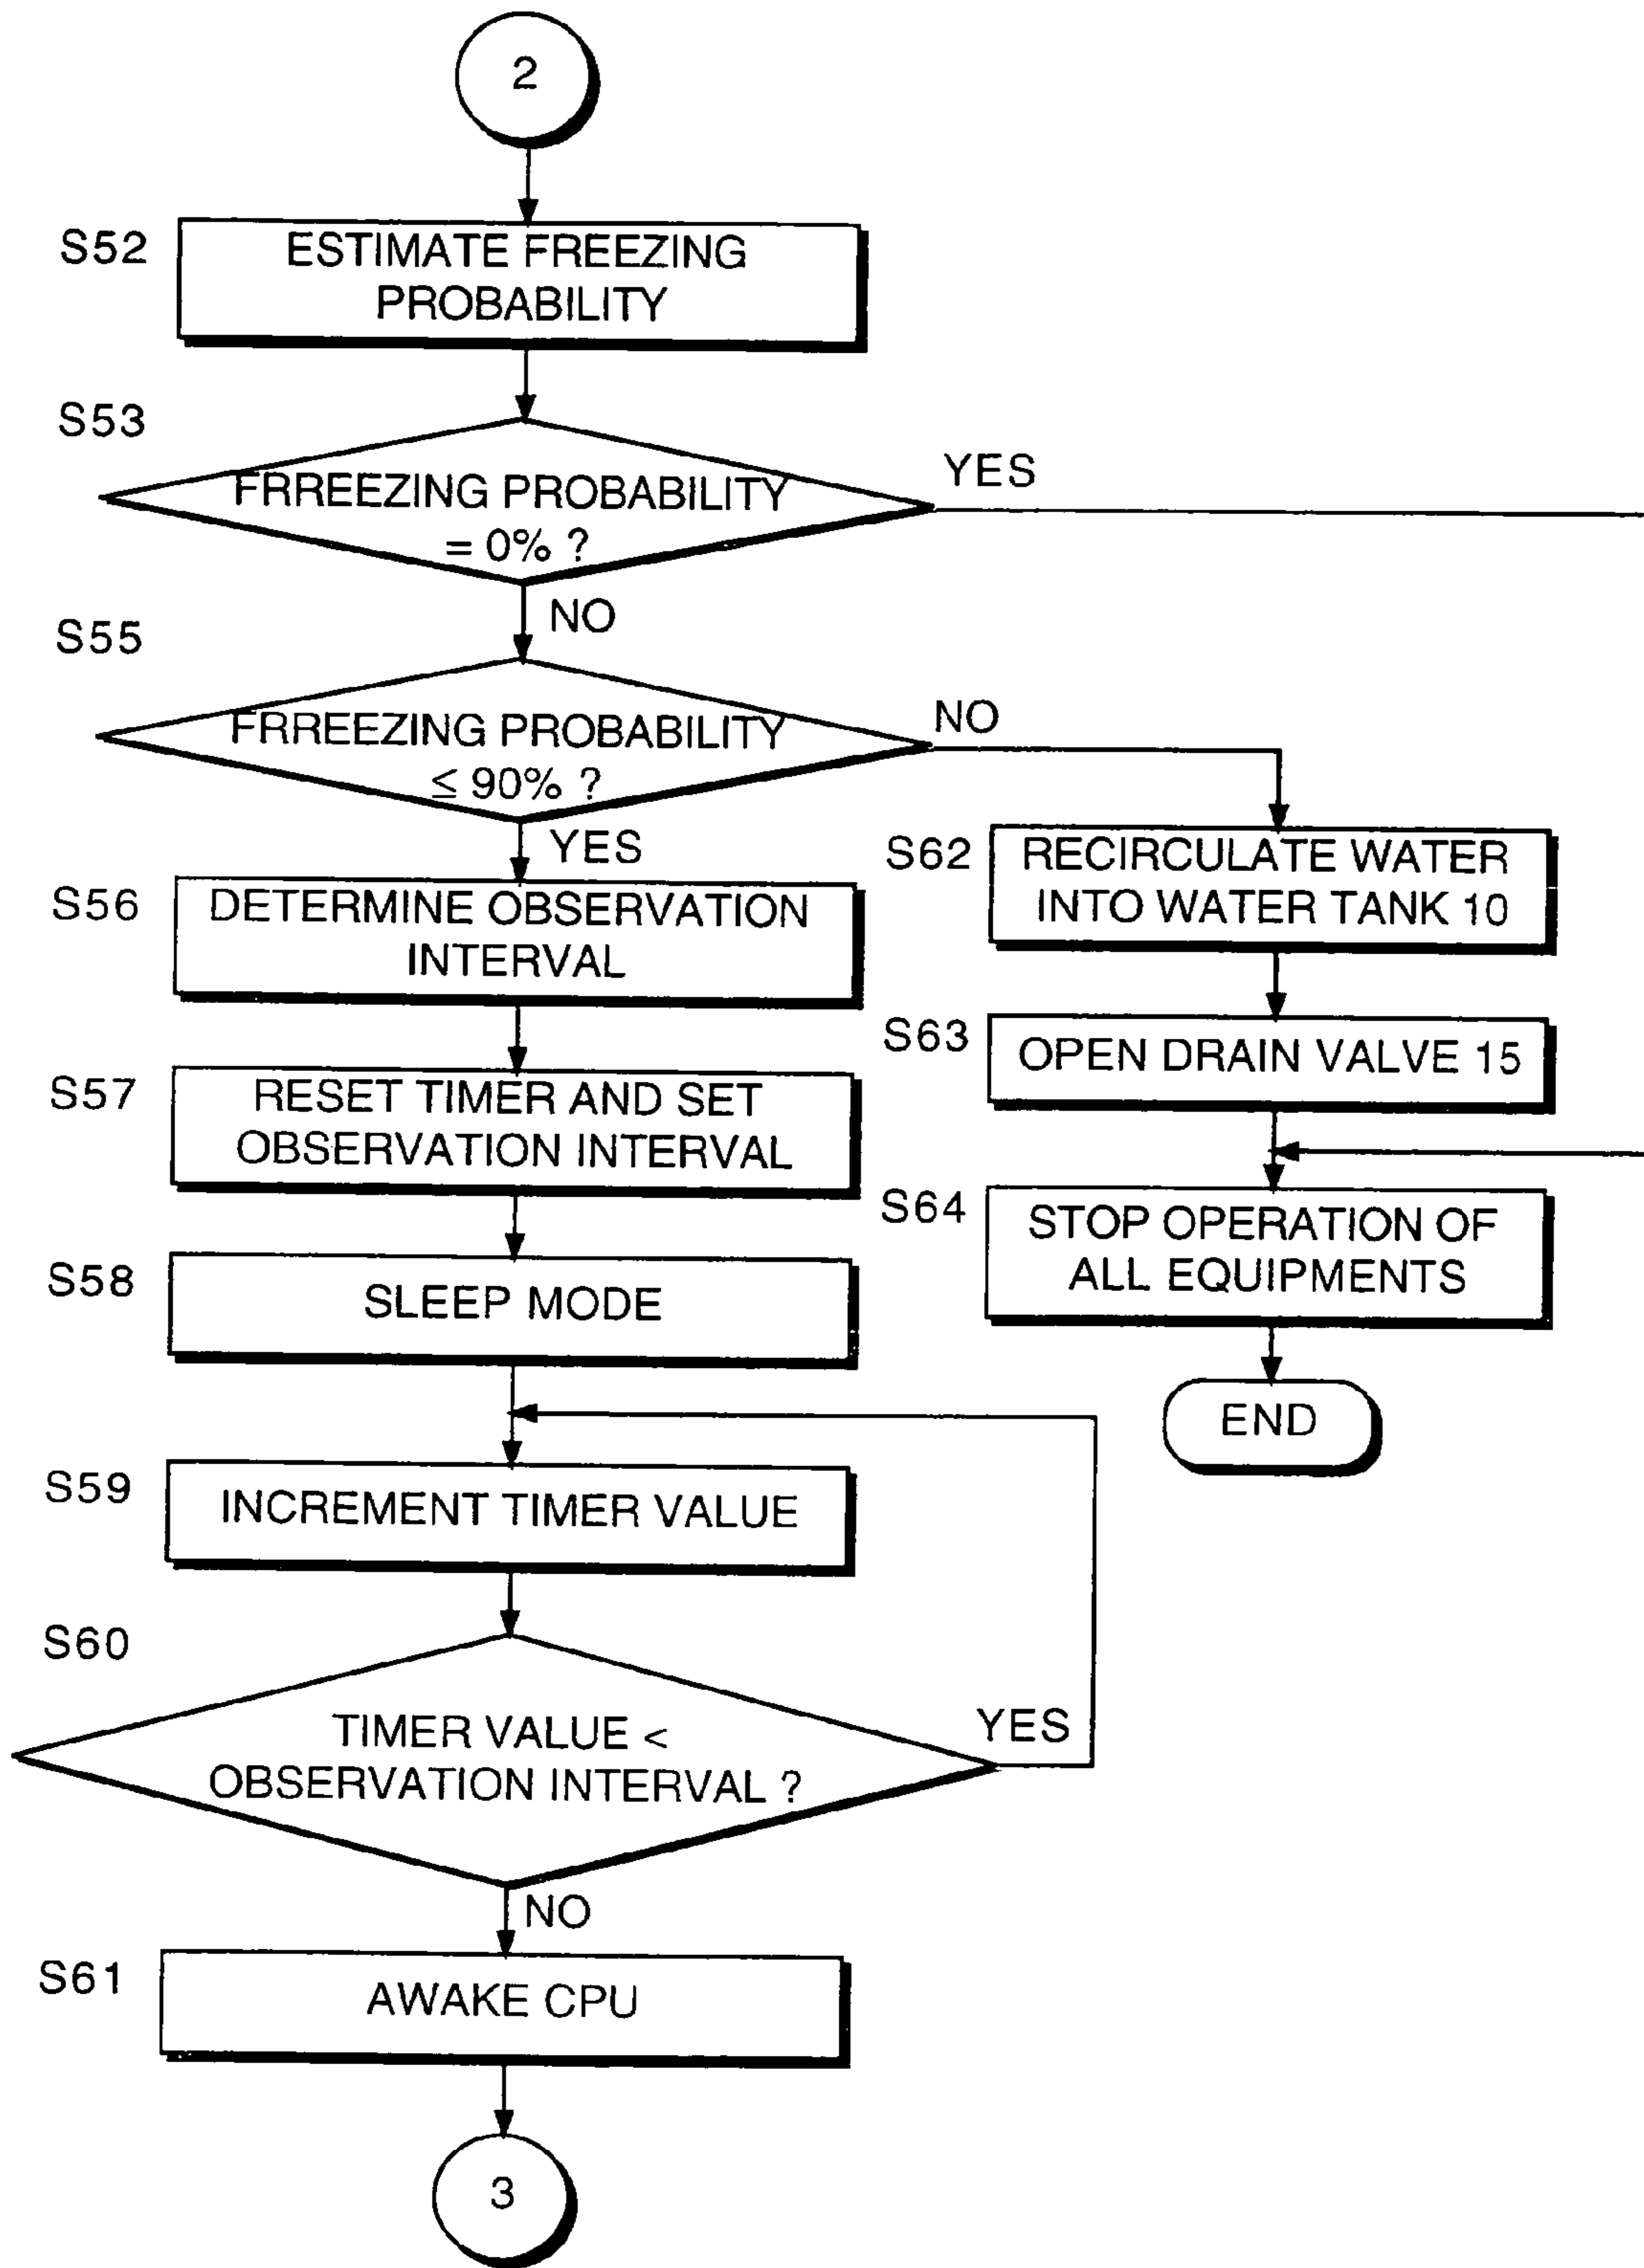 2
S52
ESTIMATE FREEZING
PROBABILITY
S53
FRREEZING PROBABILITY
= 0% ?
YES
NO
S55
FRREEZING PROBABILITY
≦ 90% ?
NO
YES
S56
DETERMINE OBSERVATION
INTERVAL
S57
RESET TIMER AND SET
OBSERVATION INTERVAL
S58
SLEEP MODE
S59
INCREMENT TIMER VALUE
S60
TIMER VALUE <
OBSERVATION INTERVAL ?
YES
NO
S61
AWAKE CPU
3
S62
RECIRCULATE WATER
INTO WATER TANK 10
S63
OPEN DRAIN VALVE 15
S64
STOP OPERATION OF
ALL EQUIPMENTS
END